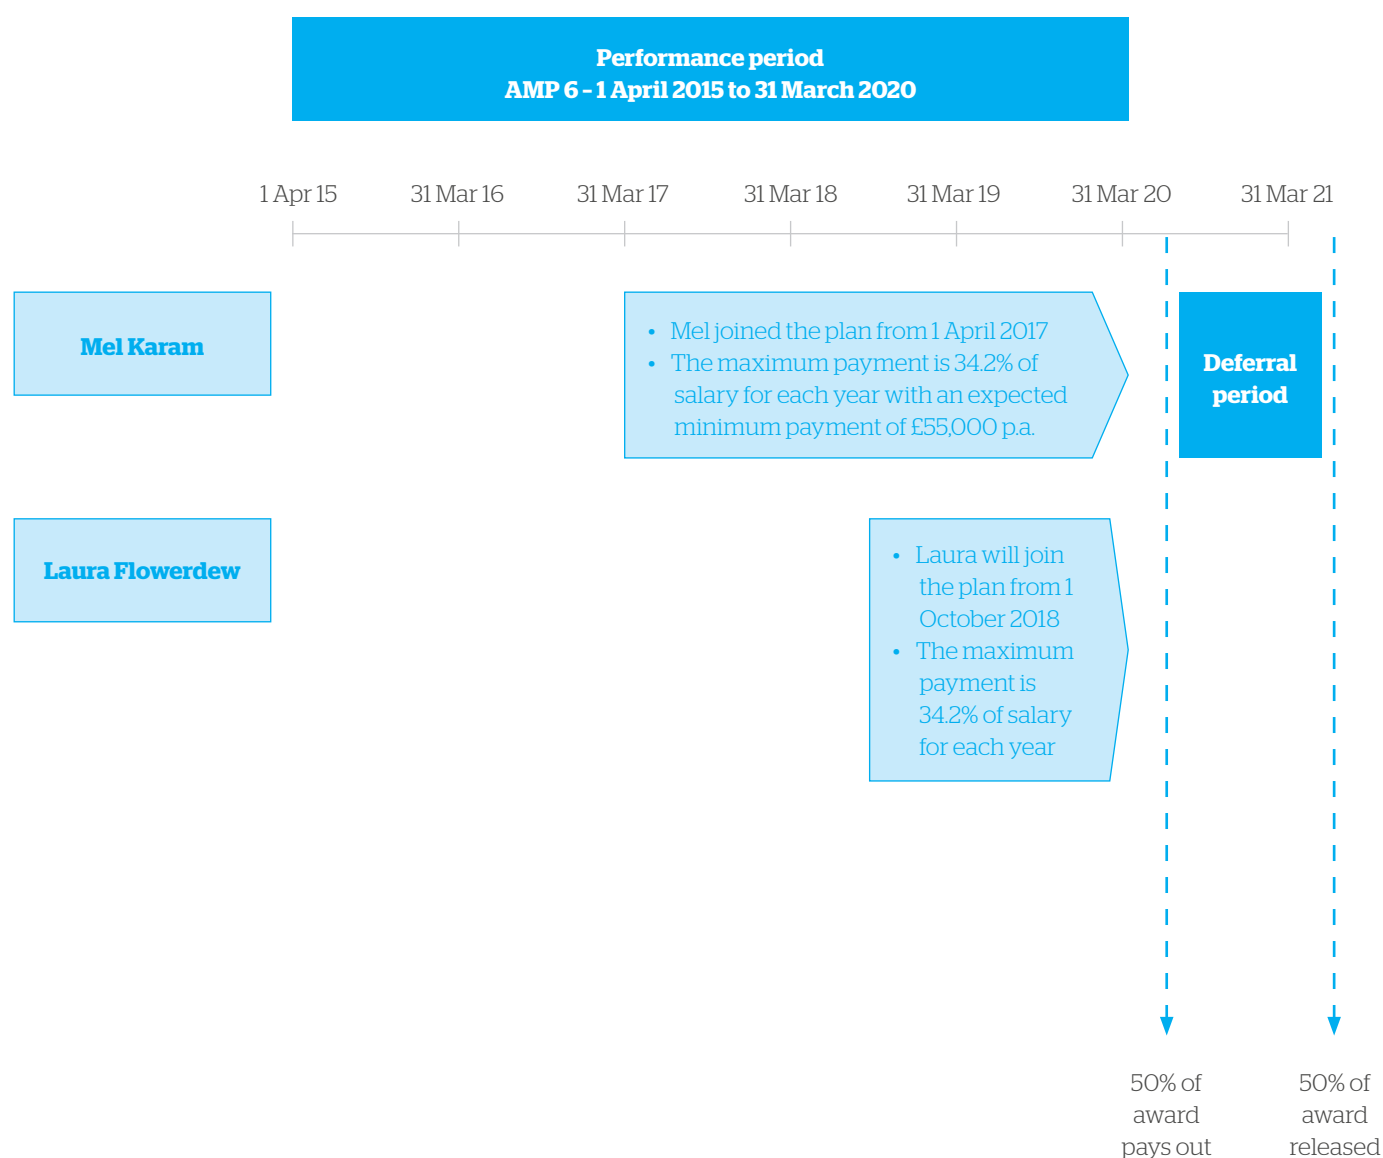 Performance period
AMP 6 – 1 April 2015 to 31 March 2020
1 Apr 15
31 Mar 16
31 Mar 17
31 Mar 18
31 Mar 19
31 Mar 20
31 Mar 21
Mel Karam
• Mel joined the plan from 1 April 2017
• The maximum payment is 34.2% of
salary for each year with an expected
minimum payment of £55,000 p.a.
Deferral
period
Laura Flowerdew
• Laura will join
the plan from 1
October 2018
• The maximum
payment is
34.2% of salary
for each year
50% of
award
pays out
50% of
award
released